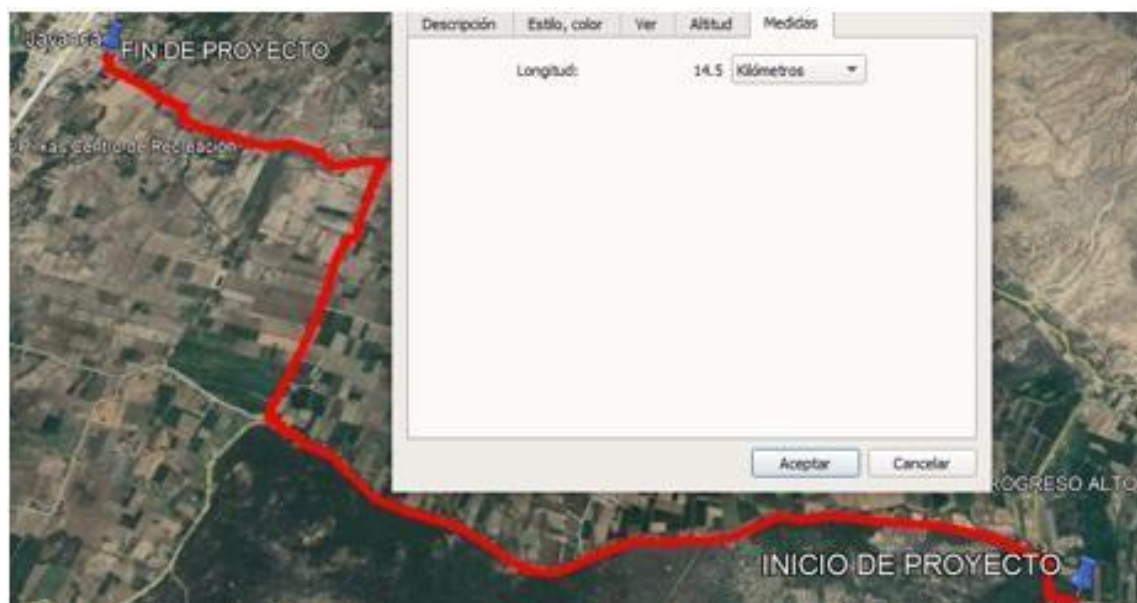 Jayanca
FIN DE PROYECTO
Descripción Estilo, color Ver Altitud Medidas
Longitud: 14.5 Kilómetros
Centro de Recreación
Aceptar Cancelar
ROGRESO ALTO
INICIO DE PROYECTO